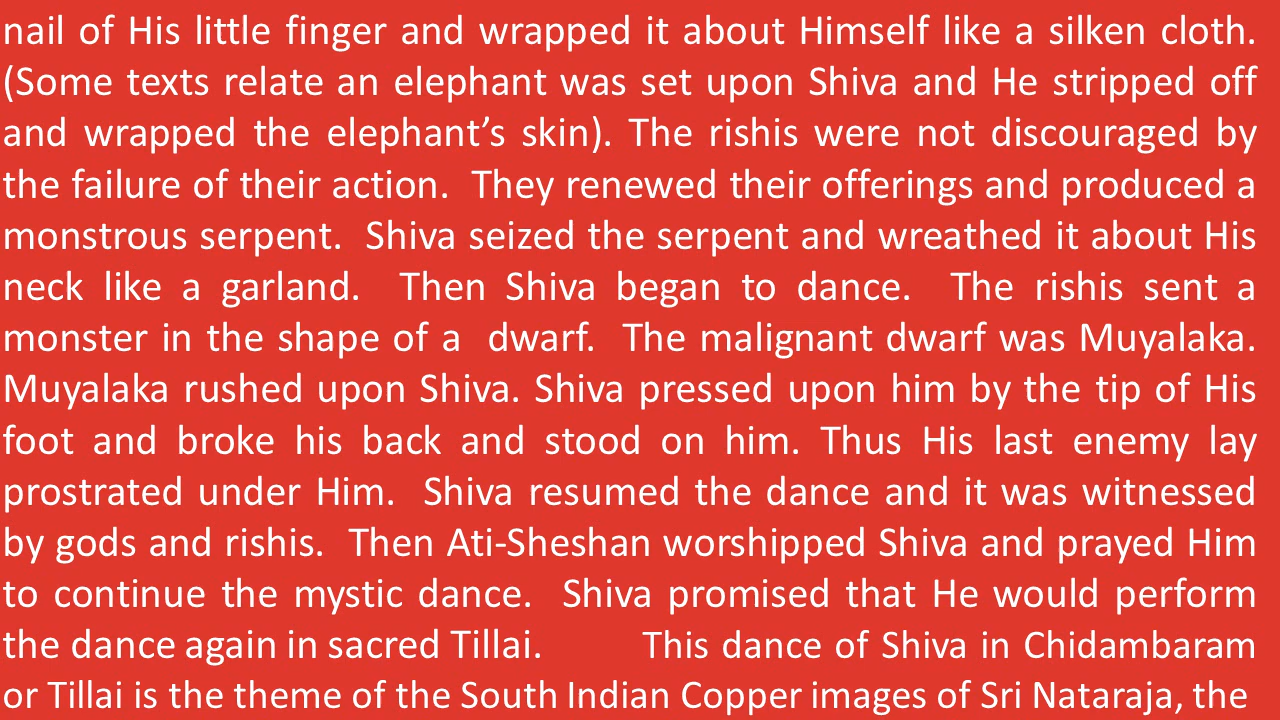 nail of His little finger and wrapped it about Himself like a silken cloth.
(Some texts relate an elephant was set upon Shiva and He stripped off
and wrapped the elephant’s skin). The rishis were not discouraged by
the failure of their action.  They renewed their offerings and produced a
monstrous serpent.  Shiva seized the serpent and wreathed it about His
neck like a garland.  Then Shiva began to dance.  The rishis sent a
monster in the shape of a  dwarf.  The malignant dwarf was Muyalaka.
Muyalaka rushed upon Shiva. Shiva pressed upon him by the tip of His
foot and broke his back and stood on him. Thus His last enemy lay
prostrated under Him.  Shiva resumed the dance and it was witnessed
by gods and rishis.  Then Ati-Sheshan worshipped Shiva and prayed Him
to continue the mystic dance.  Shiva promised that He would perform
the dance again in sacred Tillai.    This dance of Shiva in Chidambaram
or Tillai is the theme of the South Indian Copper images of Sri Nataraja, the